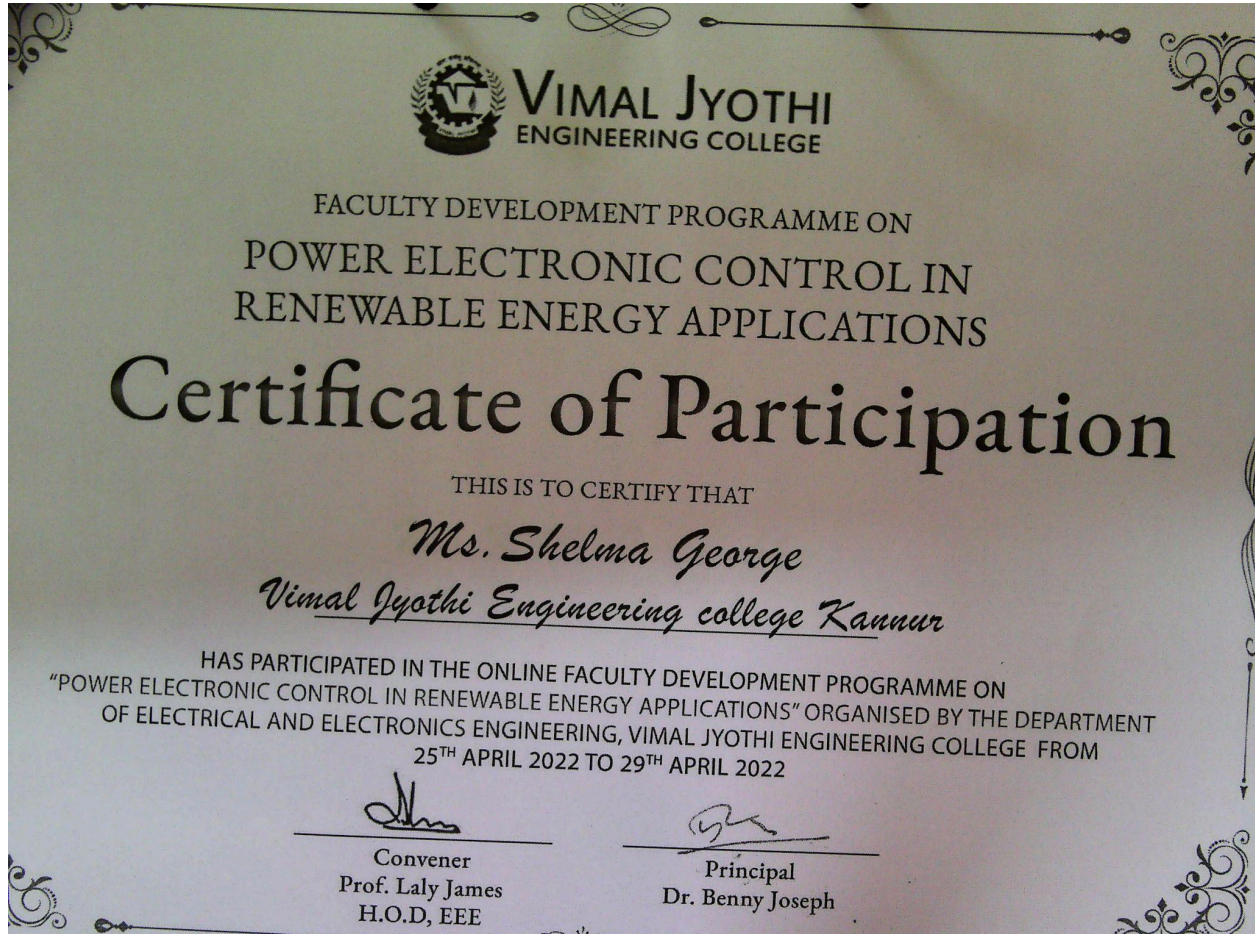 VIMAL JYOTHI
ENGINEERING COLLEGE
FACULTY DEVELOPMENT PROGRAMME ON
POWER ELECTRONIC CONTROL IN
RENEWABLE ENERGY APPLICATIONS
Certificate of Participation
THIS IS TO CERTIFY THAT
Ms. Shelma George
Vimal Jyothi Engineering college Kannur
HAS PARTICIPATED IN THE ONLINE FACULTY DEVELOPMENT PROGRAMME ON
"POWER ELECTRONIC CONTROL IN RENEWABLE ENERGY APPLICATIONS" ORGANISED BY THE DEPARTMENT
OF ELECTRICAL AND ELECTRONICS ENGINEERING, VIMAL JYOTHI ENGINEERING COLLEGE FROM
25TH APRIL 2022 TO 29TH APRIL 2022
Convener
Prof. Laly James
H.O.D, EEE
Principal
Dr. Benny Joseph